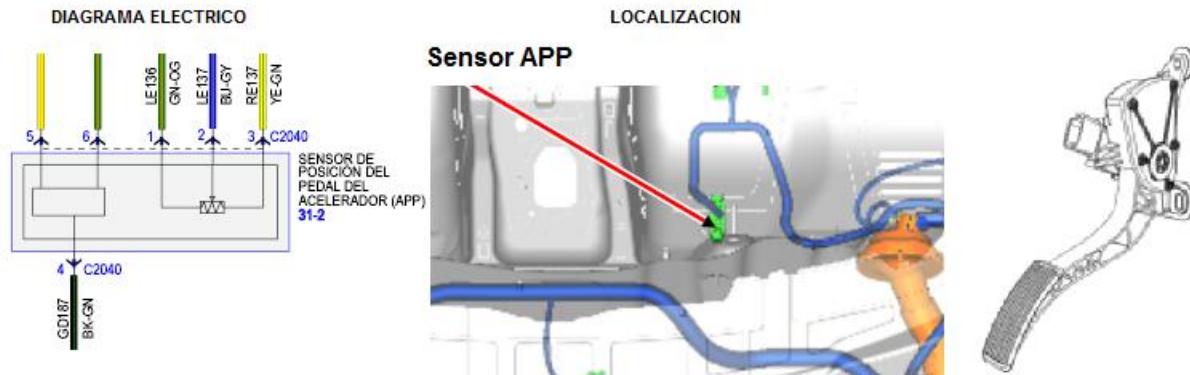 DIAGRAMA ELECTRICO
LOCALIZACION
Sensor APP
LE136
GN-OG
LE137
BU-GY
RE137
YE-GN
5
6
1
2
3
C2040
SENSOR DE
POSICIÓN DEL
PEDAL DEL
ACELERADOR (APP)
31-2
4
C2040
GD187
BK-GN